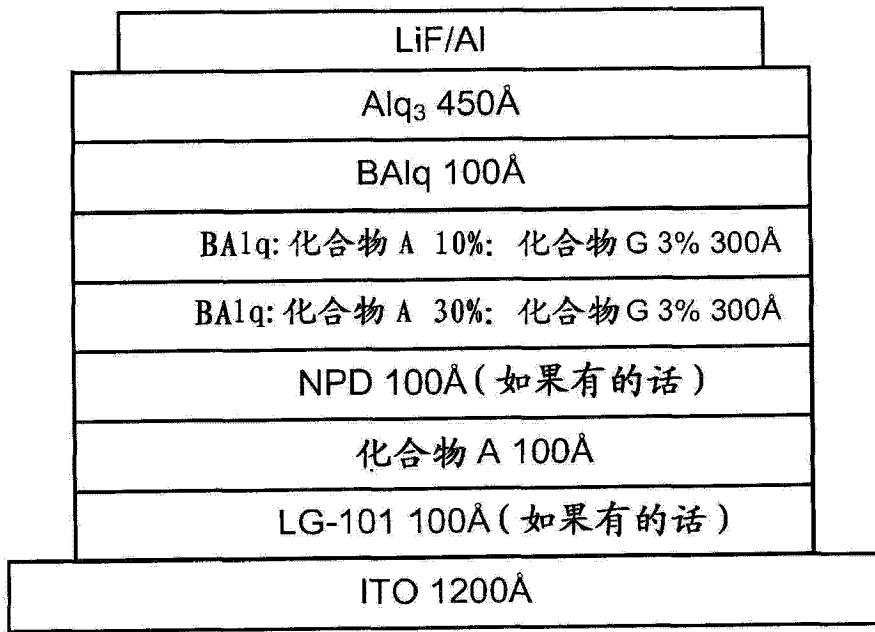 LiF/Al
Alq₃ 450Å
BAlq 100Å
BAlq: 化合物 A 10%: 化合物 G 3% 300Å
BAlq: 化合物 A 30%: 化合物 G 3% 300Å
NPD 100Å(如果有的话)
化合物 A 100Å
LG-101 100Å(如果有的话)
ITO 1200Å